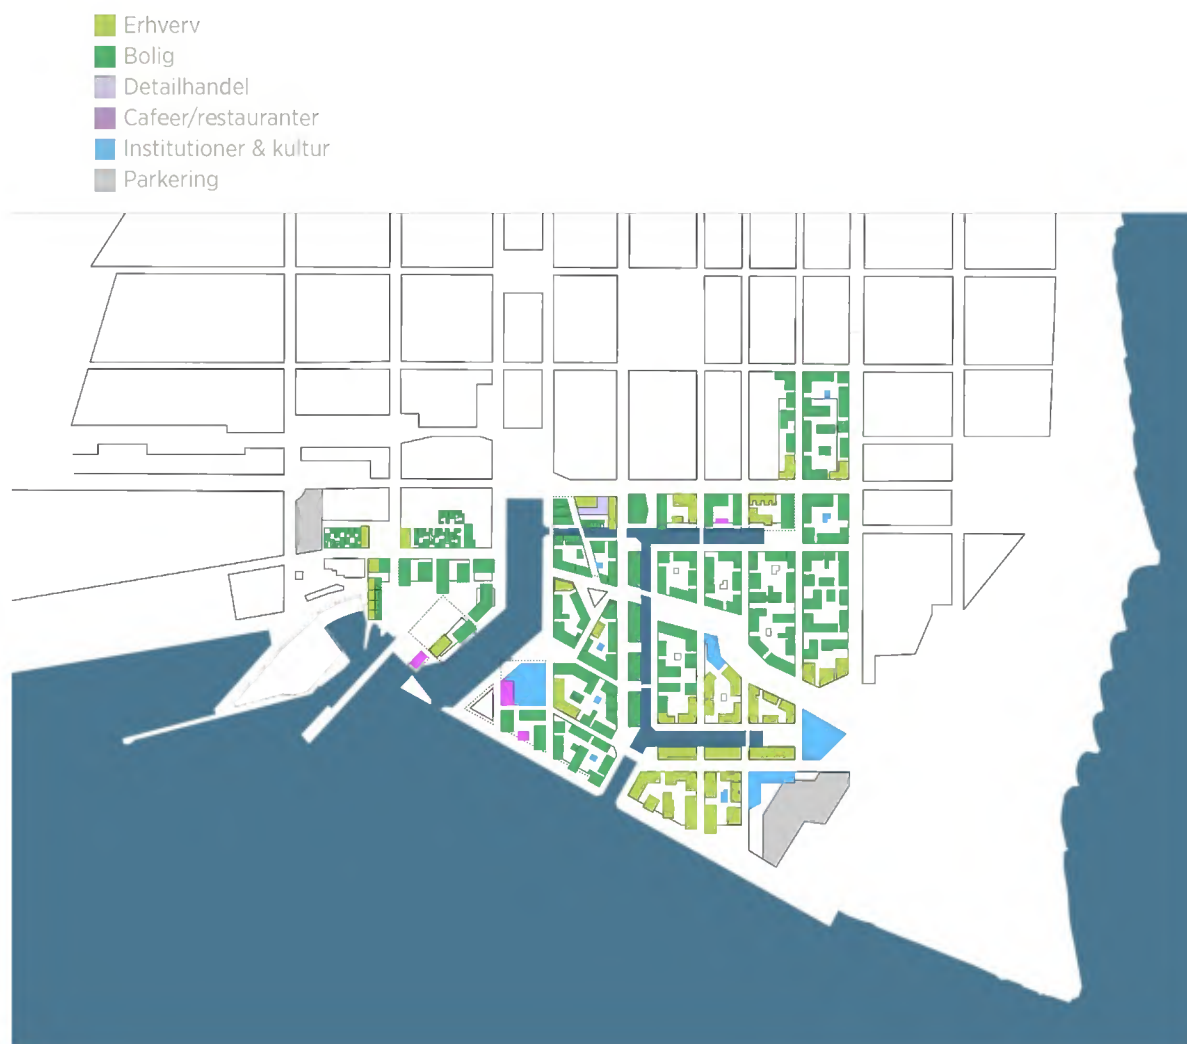 Erhverv
Bolig
Detailhandel
Cafeer/restauranter
Institutioner & kultur
Parkering